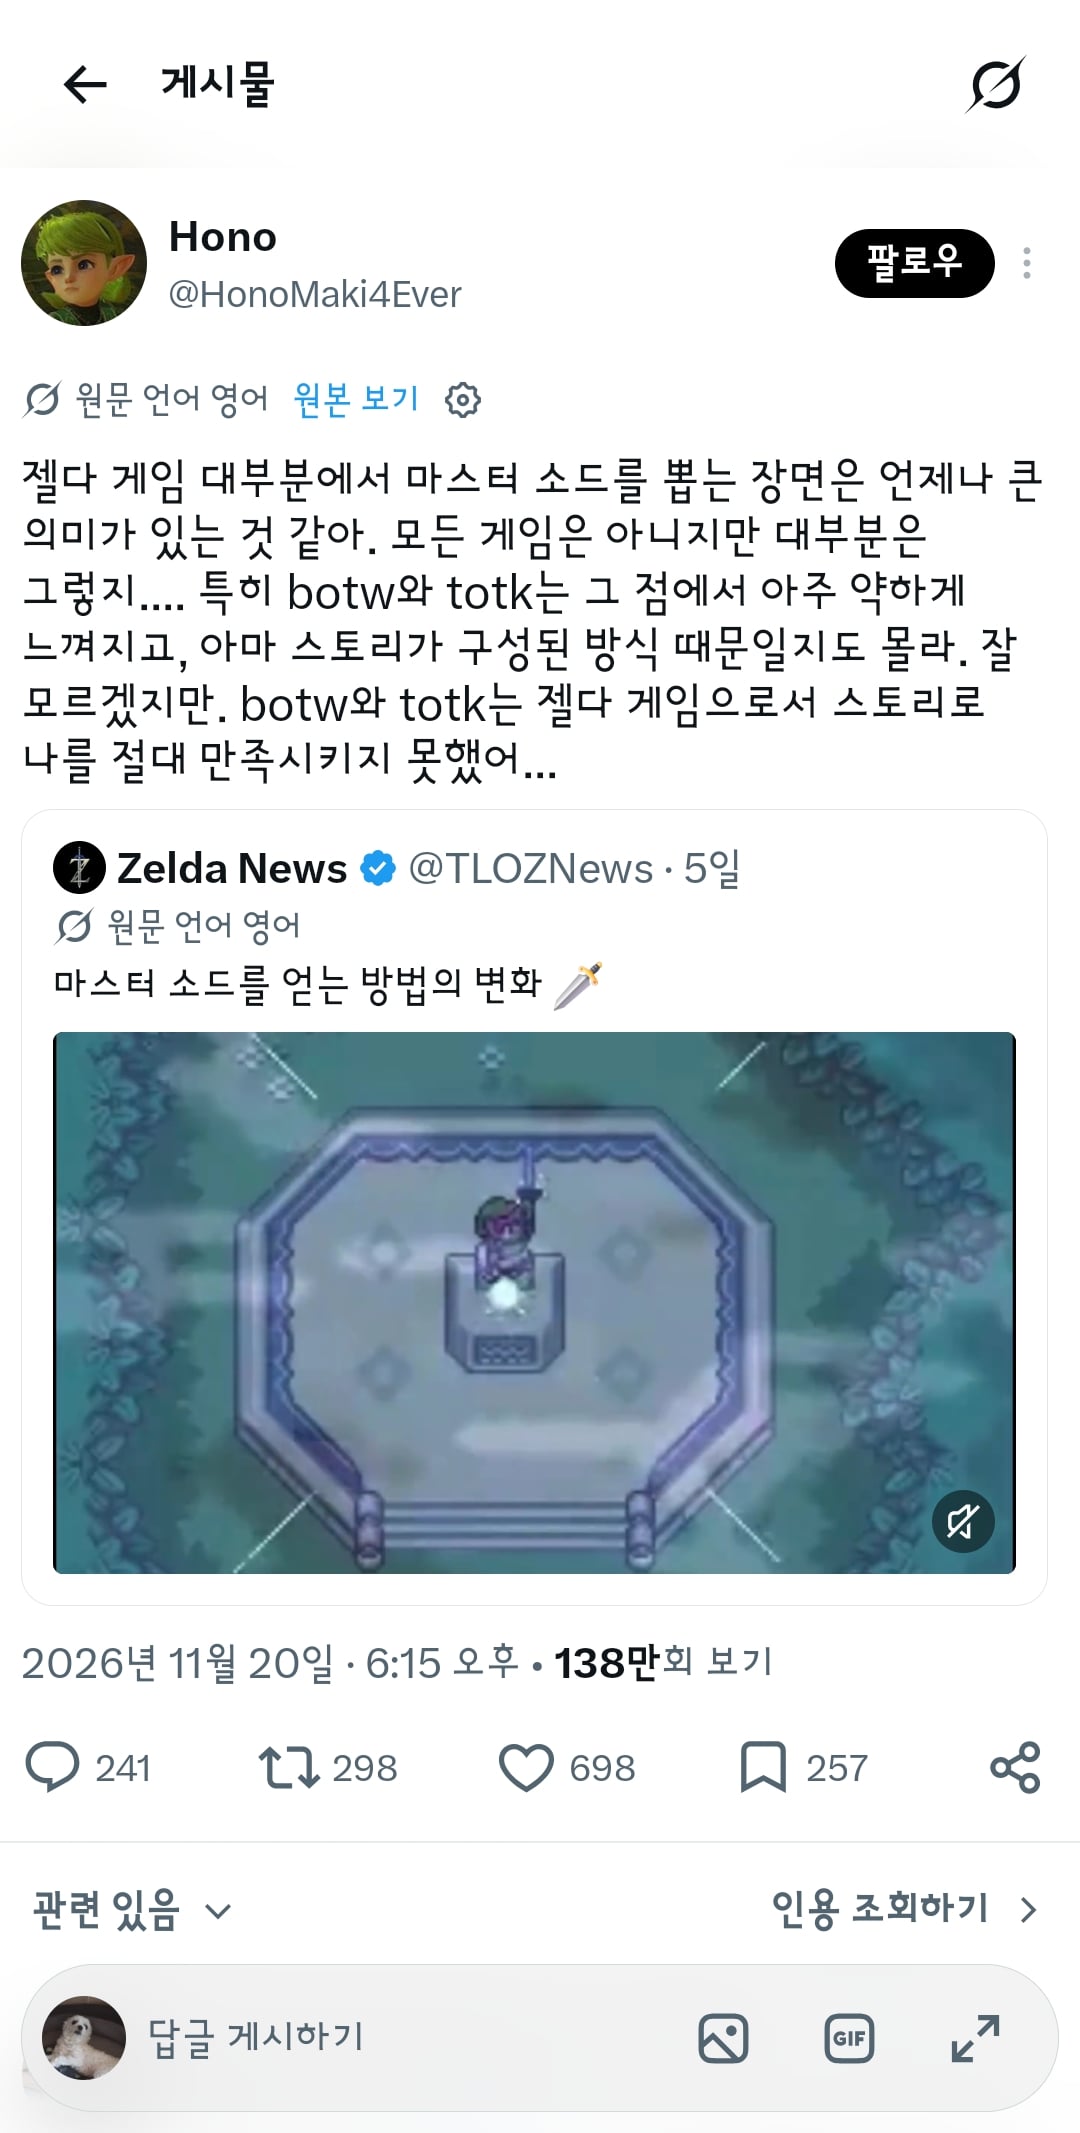 게시물
Hono
@HonoMaki4Ever
팔로우
원문 언어 영어 원본 보기
젤다 게임 대부분에서 마스터 소드를 뽑는 장면은 언제나 큰
의미가 있는 것 같아. 모든 게임은 아니지만 대부분은
그렇지.... 특히 botw와 totk는 그 점에서 아주 약하게
느껴지고, 아마 스토리가 구성된 방식 때문일지도 몰라. 잘
모르겠지만. botw와 totk는 젤다 게임으로서 스토리로
나를 절대 만족시키지 못했어...
Zelda News @TLOZNews · 5일
원문 언어 영어
마스터 소드를 얻는 방법의 변화 🗡️
2026년 11월 20일 · 6:15 오후 • 138만회 보기
241 298 698 257
관련 있음 인용 조회하기
답글 게시하기 GIF